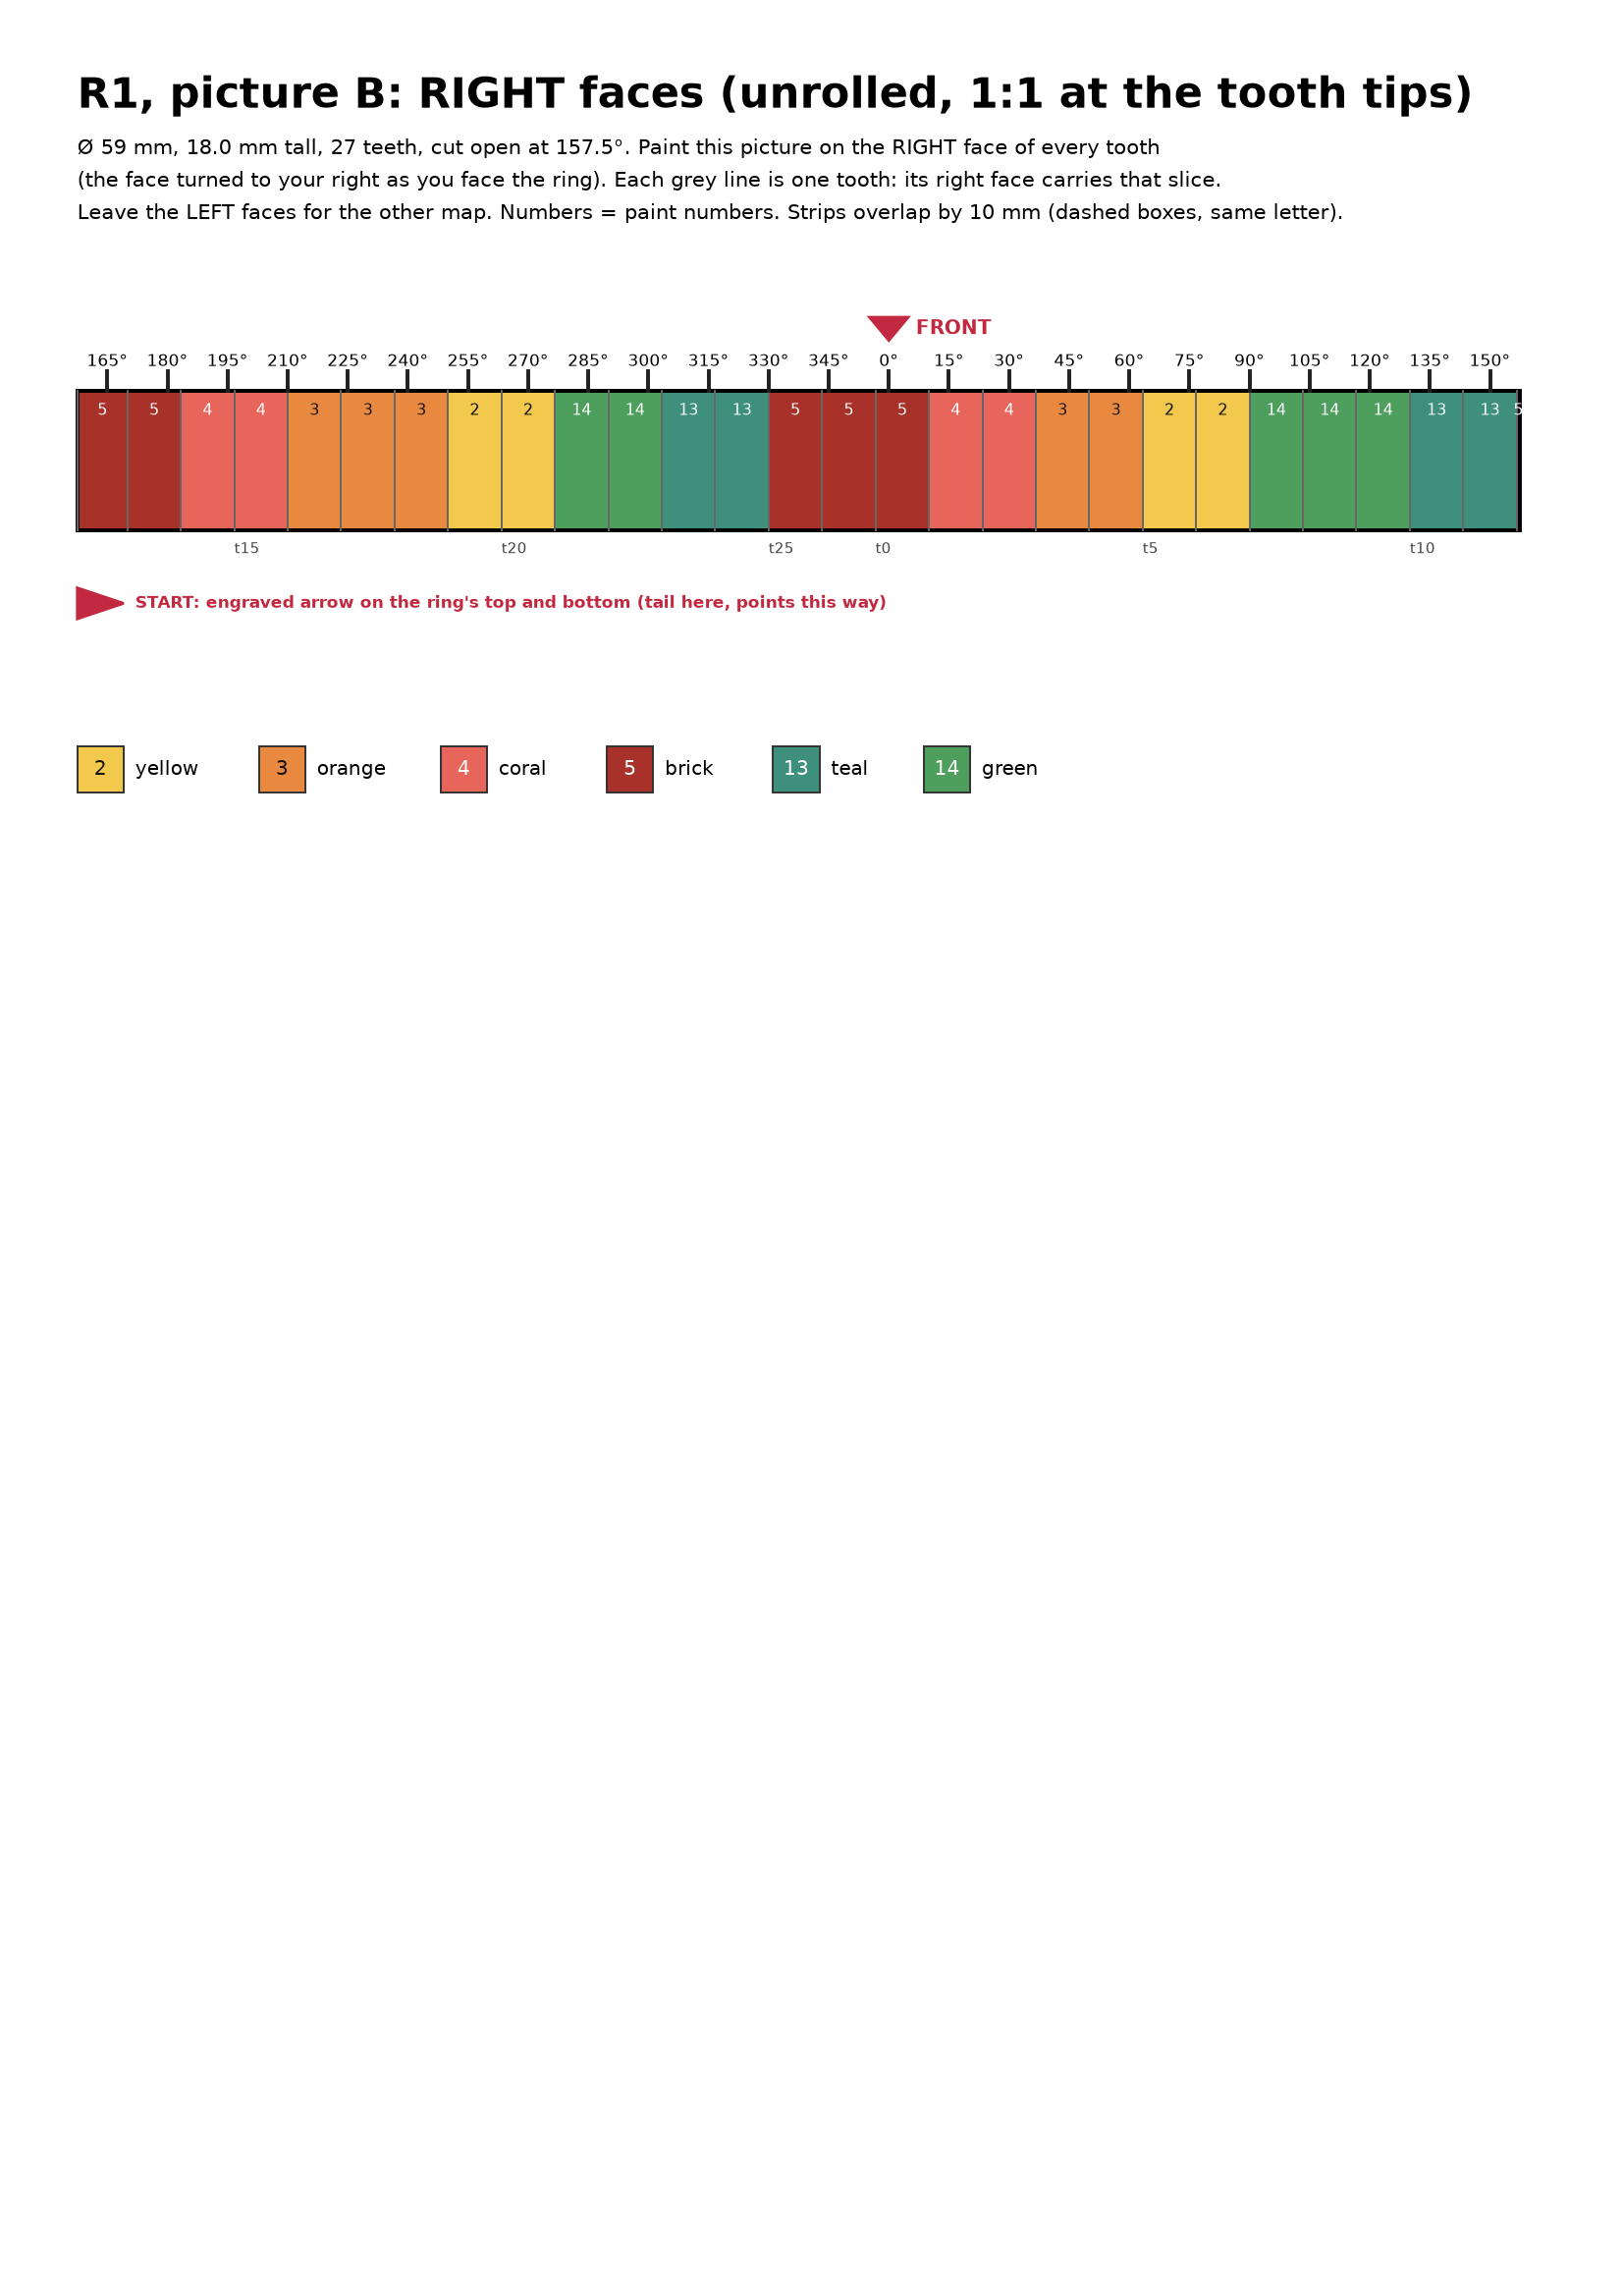 R1, picture B: RIGHT faces (unrolled, 1:1 at the tooth tips)
Ø 59 mm, 18.0 mm tall, 27 teeth, cut open at 157.5°. Paint this picture on the RIGHT face of every tooth
(the face turned to your right as you face the ring). Each grey line is one tooth: its right face carries that slice.
Leave the LEFT faces for the other map. Numbers = paint numbers. Strips overlap by 10 mm (dashed boxes, same letter).
FRONT
165° 180° 195° 210° 225° 240° 255° 270° 285° 300° 315° 330° 345° 0° 15° 30° 45° 60° 75° 90° 105° 120° 135° 150°
5 5 4 4 3 3 3 2 2 14 14 13 13 5 5 5 4 4 3 3 2 2 14 14 14 13 13 5
t15 t20 t25 t0 t5 t10
START: engraved arrow on the ring's top and bottom (tail here, points this way)
2 yellow 3 orange 4 coral 5 brick 13 teal 14 green